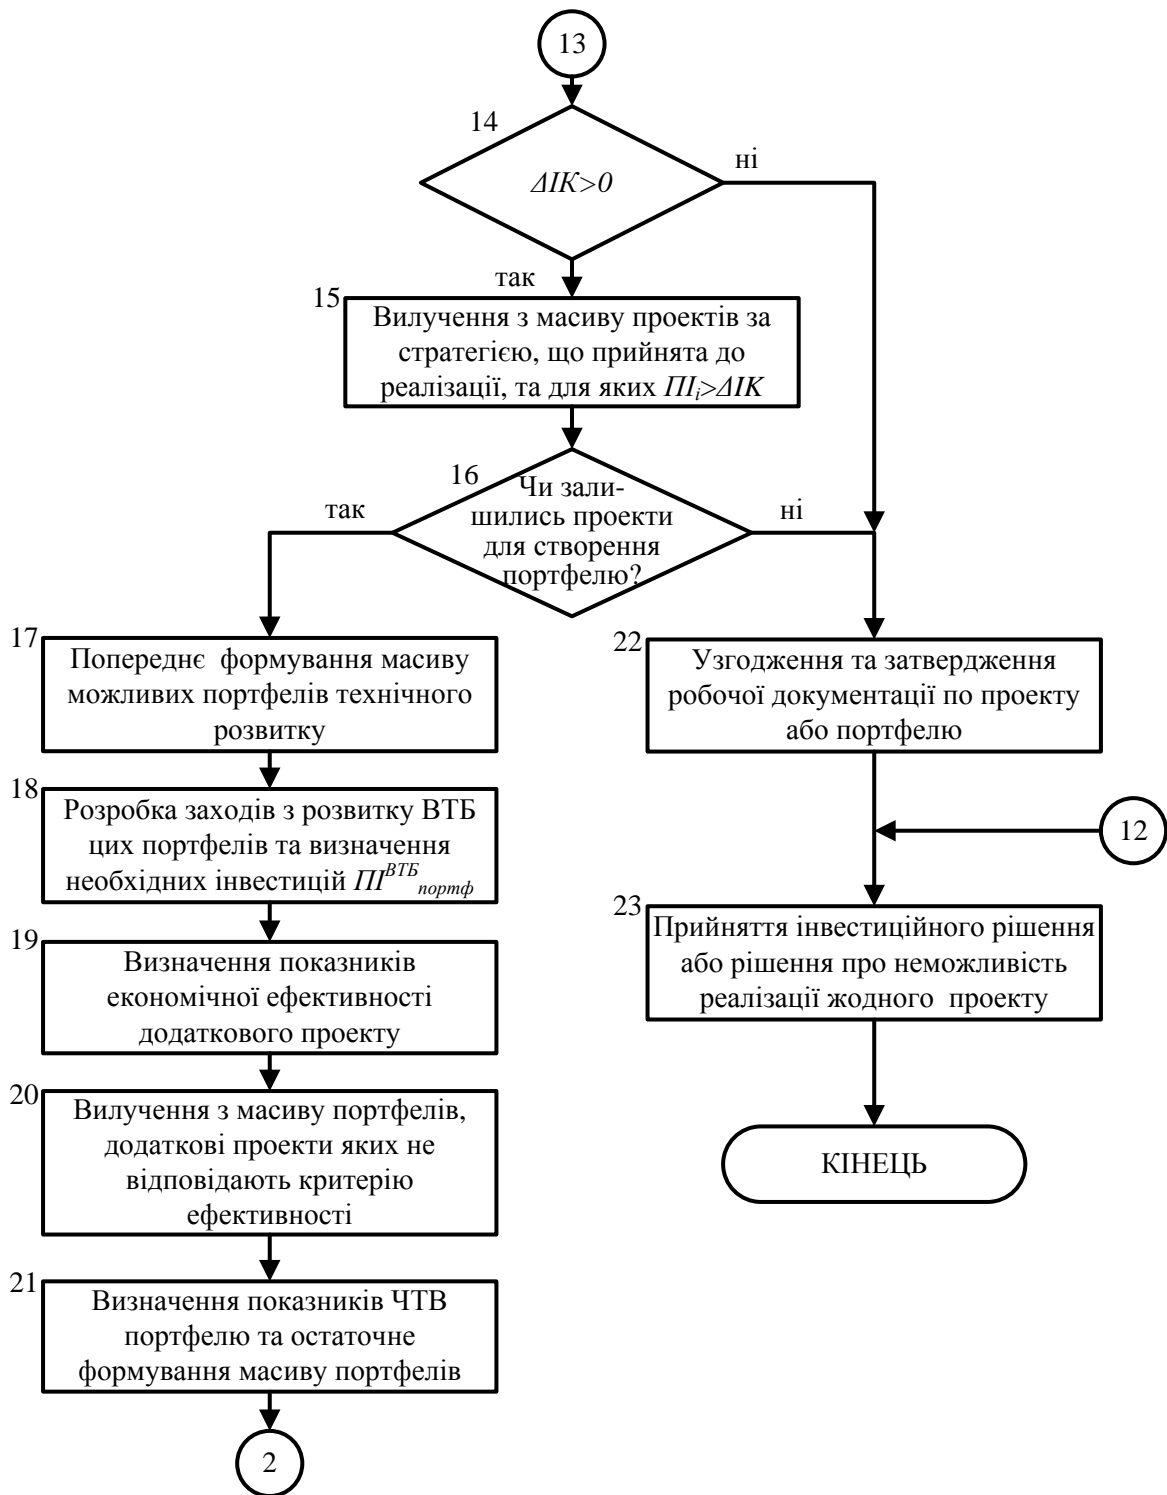 13
14
ні
ΔІК>0
так
15
Вилучення з масиву проектів за
стратегією, що прийнята до
реалізації, та для яких ПІi>ΔІК
16
Чи зали-
шились проекти
для створення
портфелю?
так
ні
17
Попереднє формування масиву
можливих портфелів технічного
розвитку
18
Розробка заходів з розвитку ВТБ
цих портфелів та визначення
необхідних інвестицій ПІ^ВТБ_портф
19
Визначення показників
економічної ефективності
додаткового проекту
20
Вилучення з масиву портфелів,
додаткові проекти яких не
відповідають критерію
ефективності
21
Визначення показників ЧТВ
портфелю та остаточне
формування масиву портфелів
2
22
Узгодження та затвердження
робочої документації по проекту
або портфелю
12
23
Прийняття інвестиційного рішення
або рішення про неможливість
реалізації жодного проекту
КІНЕЦЬ